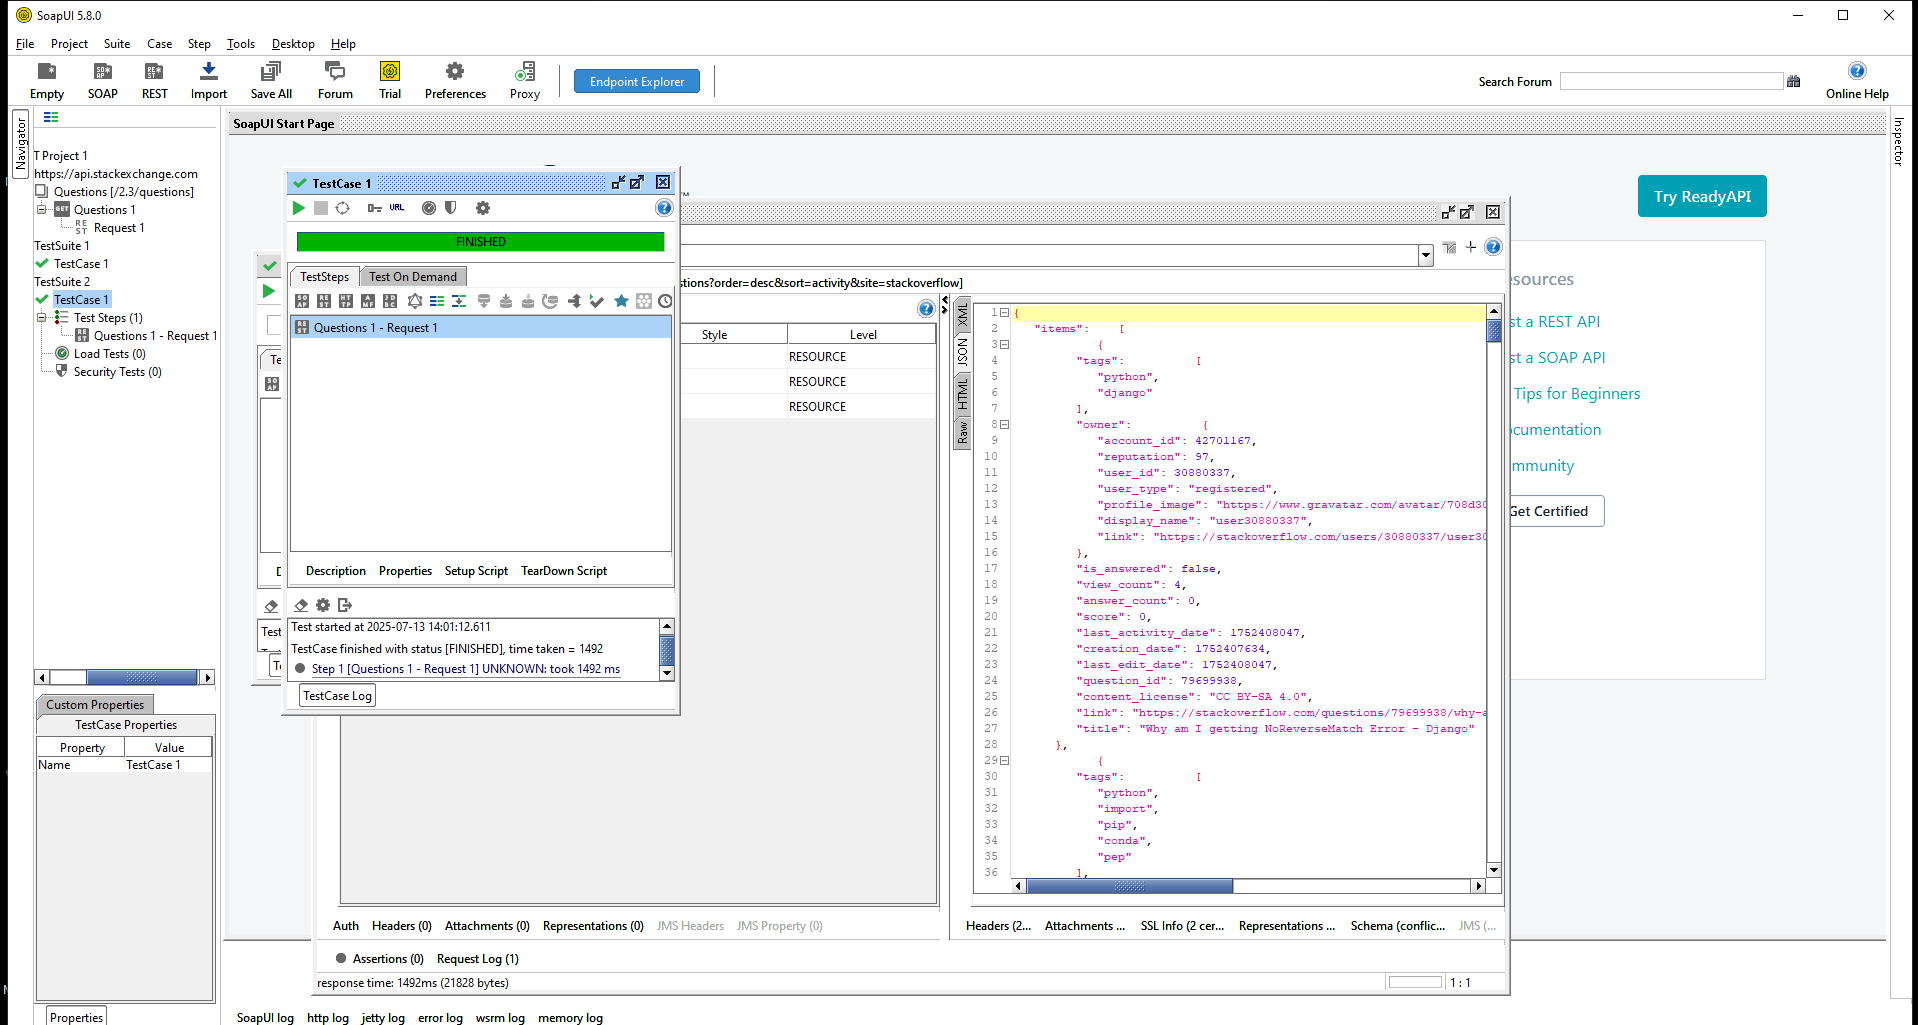 SoapUI 5.8.0
File Project Suite Case Step Tools Desktop Help
Empty SOAP REST Import Save All Forum Trial Preferences Proxy
Endpoint Explorer
Search Forum
Online Help
Navigator
T Project 1
https://api.stackexchange.com
Questions [/2.3/questions]
GET Questions 1
REST Request 1
TestSuite 1
TestCase 1
TestSuite 2
TestCase 1
Test Steps (1)
REST Questions 1 - Request 1
Load Tests (0)
Security Tests (0)
Custom Properties
TestCase Properties
Property Value
Name TestCase 1
Properties
SoapUI Start Page
TestCase 1
URL
FINISHED
TestSteps Test On Demand
Questions 1 - Request 1
Description Properties Setup Script TearDown Script
Test started at 2025-07-13 14:01:12.611
TestCase finished with status [FINISHED], time taken = 1492
Step 1 [Questions 1 - Request 1] UNKNOWN: took 1492 ms
TestCase Log
Te
D
Test
T
stions?order=desc&sort=activity&site=stackoverflow]
Style Level
RESOURCE
RESOURCE
RESOURCE
XML
JSON
HTML
Raw
1 {
2 "items": [
3 {
4 "tags": [
5 "python",
6 "django"
7 ],
8 "owner": {
9 "account_id": 42701167,
10 "reputation": 97,
11 "user_id": 30880337,
12 "user_type": "registered",
13 "profile_image": "https://www.gravatar.com/avatar/708d30
14 "display_name": "user30880337",
15 "link": "https://stackoverflow.com/users/30880337/user30
16 },
17 "is_answered": false,
18 "view_count": 4,
19 "answer_count": 0,
20 "score": 0,
21 "last_activity_date": 1752408047,
22 "creation_date": 1752407634,
23 "last_edit_date": 1752408047,
24 "question_id": 79699938,
25 "content_license": "CC BY-SA 4.0",
26 "link": "https://stackoverflow.com/questions/79699938/why-a
27 "title": "Why am I getting NoReverseMatch Error - Django"
28 },
29 {
30 "tags": [
31 "python",
32 "import",
33 "pip",
34 "conda",
35 "pep"
36 ],
Auth Headers (0) Attachments (0) Representations (0) JMS Headers JMS Property (0)
Headers (2... Attachments ... SSL Info (2 cer... Representations ... Schema (conflic... JMS (...
Assertions (0) Request Log (1)
response time: 1492ms (21828 bytes)
1 : 1
Try ReadyAPI
sources
st a REST API
st a SOAP API
Tips for Beginners
cumentation
mmunity
Get Certified
Inspector
SoapUI log http log jetty log error log wsrm log memory log